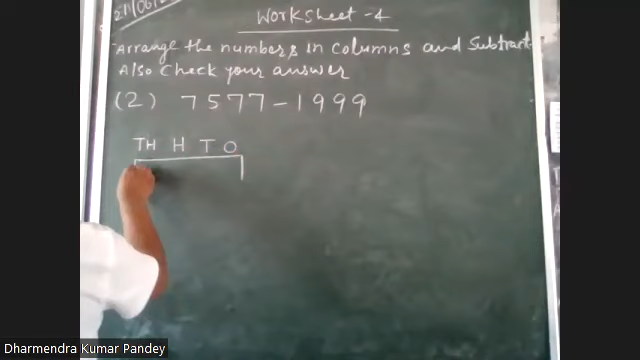 Worksheet-4
Arrange the numbers in columns and Subtract
Also Check your answer
(2) 7577-1999
TH H T O
Dharmendra Kumar Pandey